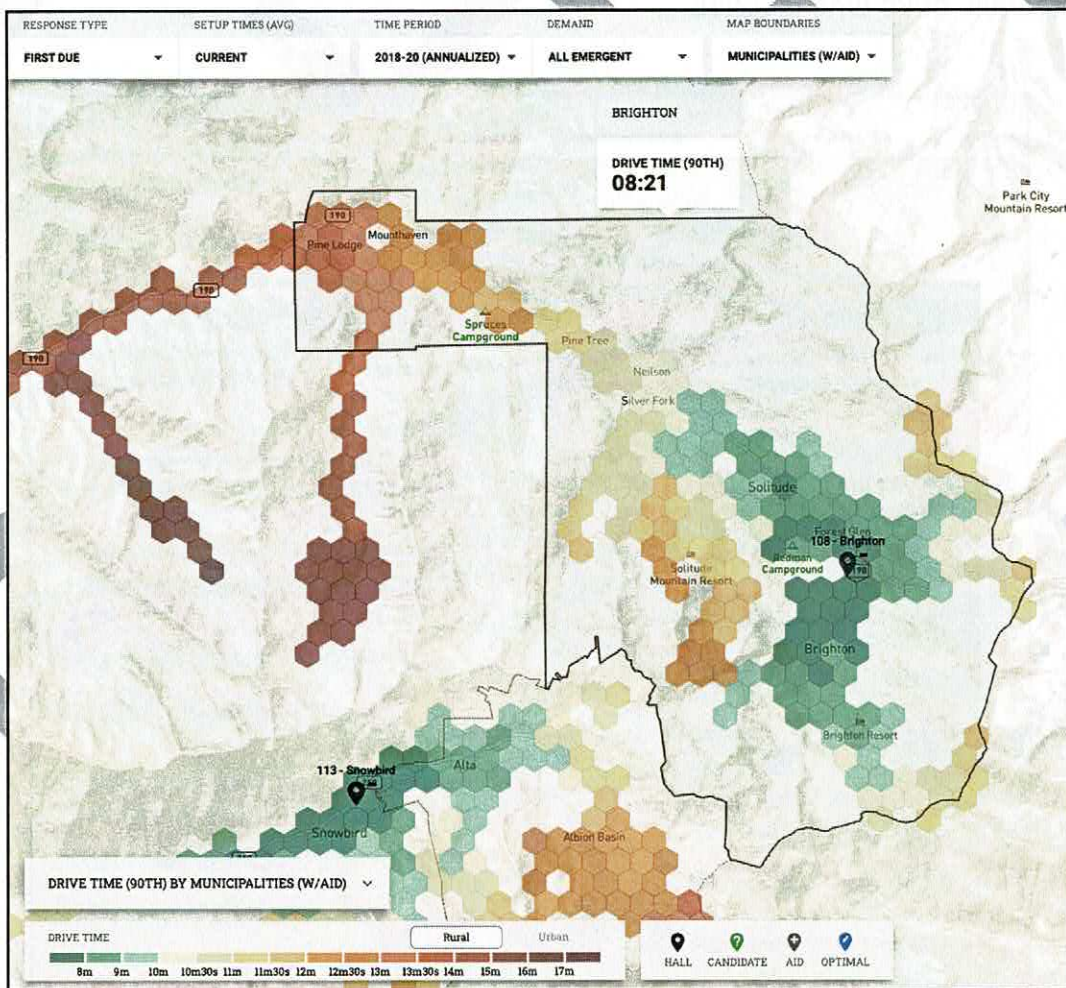 RESPONSE TYPE
SETUP TIMES (AVG)
TIME PERIOD
DEMAND
MAP BOUNDARIES
FIRST DUE
CURRENT
2018-20 (ANNUALIZED)
ALL EMERGENT
MUNICIPALITIES (W/AID)
BRIGHTON
DRIVE TIME (90TH)
08:21
Park City
Mountain Resort
190
Mounthaven
Pine Lodge
190
Spruces
Campground
Pine Tree
190
Neilson
Silver Fork
Solitude
Forest Glen
108 - Brighton
Redman
Campground
190
Solitude
Mountain Resort
Brighton
Brighton Resort
113 - Snowbird
Alta
Snowbird
Albion Basin
DRIVE TIME (90TH) BY MUNICIPALITIES (W/AID)
DRIVE TIME
Rural
Urban
8m 9m 10m 10m30s 11m 11m30s 12m 12m30s 13m 13m30s 14m 15m 16m 17m
HALL
CANDIDATE
AID
OPTIMAL